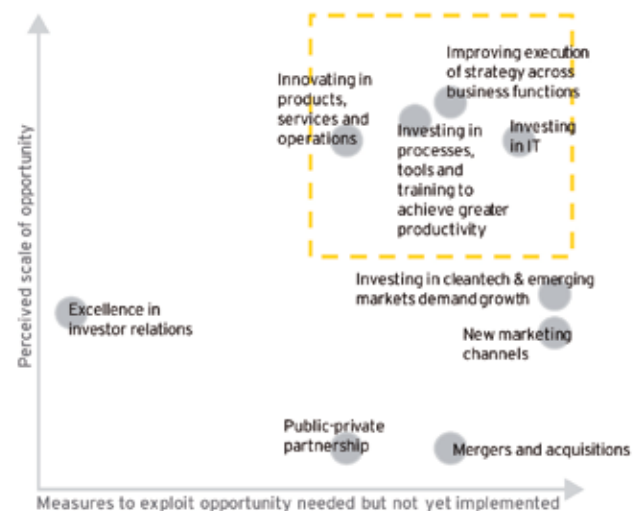 Perceived scale of opportunity
Improving execution
of strategy across
business functions
Innovating in
products,
services and
operations
Investing in
processes,
tools and
training to
achieve greater
productivity
Investing
in IT
Investing in cleantech & emerging
markets demand growth
Excellence in
investor relations
New marketing
channels
Public-private
partnership
Mergers and acquisitions
Measures to exploit opportunity needed but not yet implemented